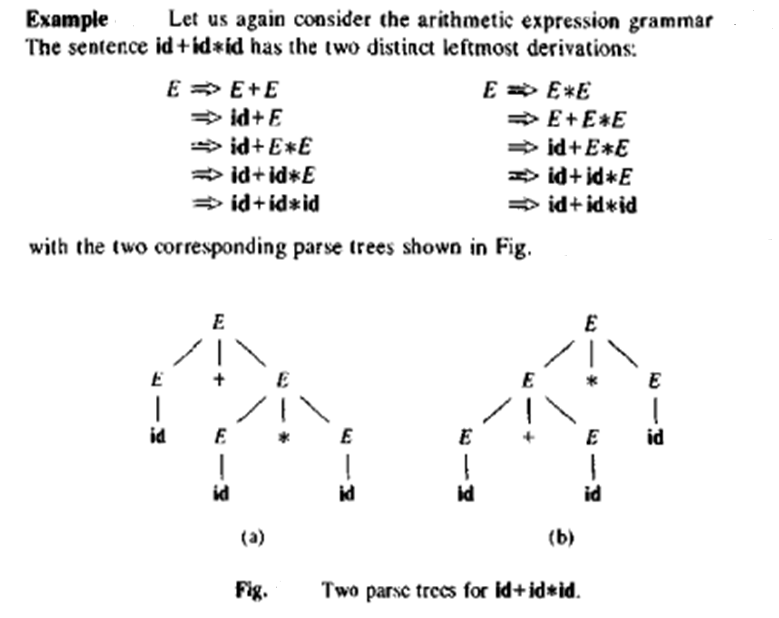 Example Let us again consider the arithmetic expression grammar
The sentence id+id*id has the two distinct leftmost derivations:
E ⇒ E+E
⇒ id+E
⇒ id+E*E
⇒ id+id*E
⇒ id+id*id
E ⇒ E*E
⇒ E+E*E
⇒ id+E*E
⇒ id+id*E
⇒ id+id*id
with the two corresponding parse trees shown in Fig.
E
E + E
id E * E
id id
(a)
E
E * E
E + E id
id id
(b)
Fig. Two parse trees for id+id*id.